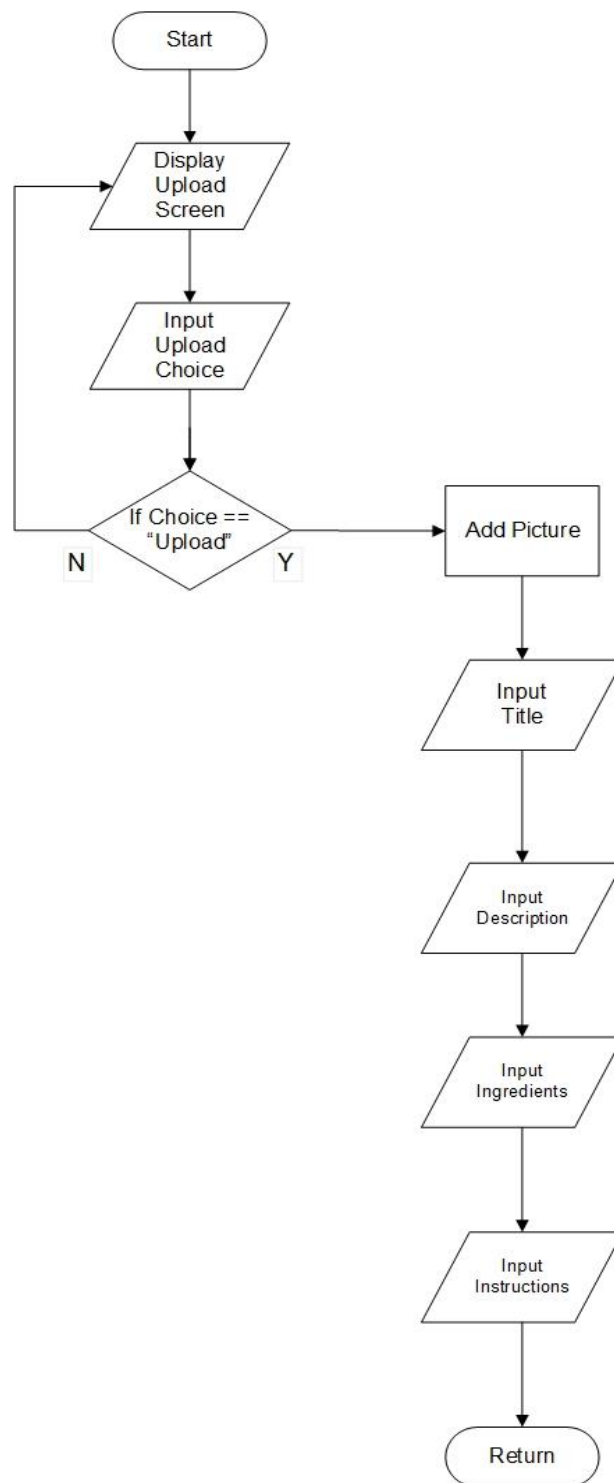 Start
Display
Upload
Screen
Input
Upload
Choice
If Choice ==
“Upload”
N
Y
Add Picture
Input
Title
Input
Description
Input
Ingredients
Input
Instructions
Return